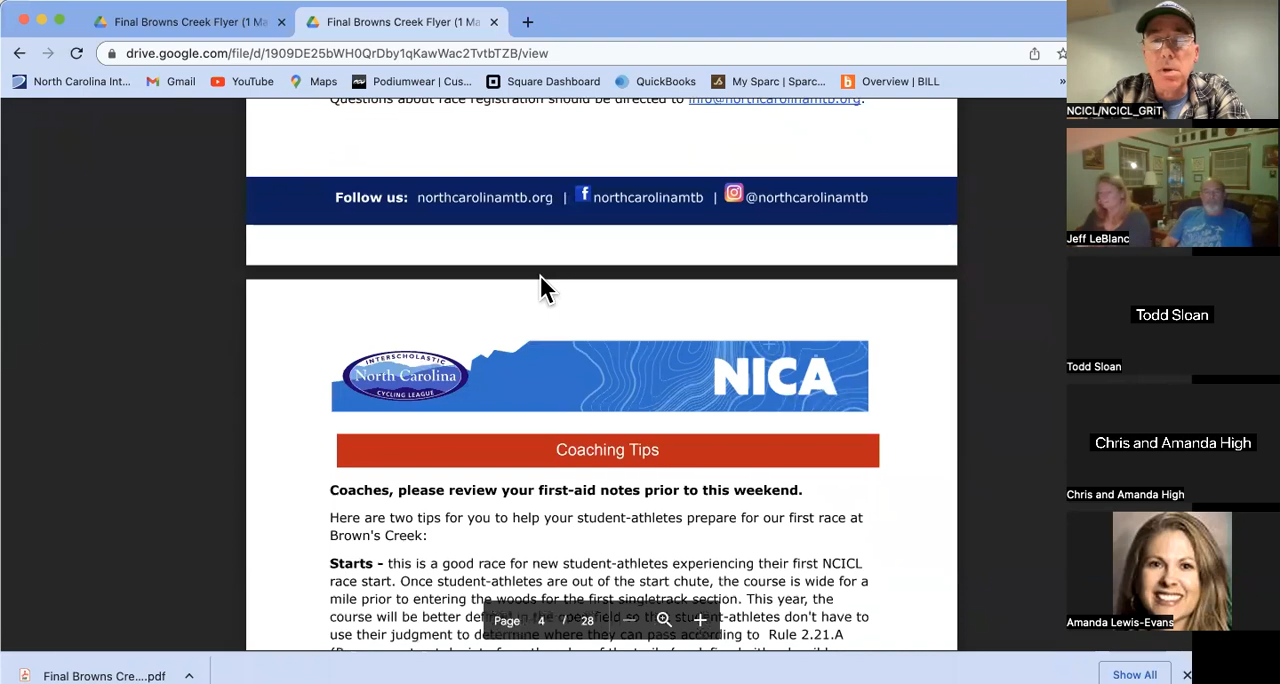 Final Browns Creek Flyer (1 Ma
Final Browns Creek Flyer (1 Ma
drive.google.com/file/d/1909DE25bWH0QrDby1qKawWac2TvtbTZB/view
North Carolina Int...
Gmail
YouTube
Maps
Podiumwear | Cus...
Square Dashboard
QuickBooks
My Sparc | Sparc...
Overview | BILL
»
Questions about race registration should be directed to info@northcarolinamtb.org.
Follow us: northcarolinamtb.org | northcarolinamtb | @northcarolinamtb
INTERSCHOLASTIC
North Carolina
CYCLING LEAGUE
NICA
Coaching Tips
Coaches, please review your first-aid notes prior to this weekend.
Here are two tips for you to help your student-athletes prepare for our first race at
Brown's Creek:
Starts - this is a good race for new student-athletes experiencing their first NCICL
race start. Once student-athletes are out of the start chute, the course is wide for a
mile prior to entering the woods for the first singletrack section. This year, the
course will be better defined in the student-athletes don't have to
use their judgment to determine where they can pass according to Rule 2.21.A
Page 4 / 28
Final Browns Cre....pdf
Show All
NCICL/NCICL_GRiT
Jeff LeBlanc
Todd Sloan
Todd Sloan
Chris and Amanda High
Chris and Amanda High
Amanda Lewis-Evans